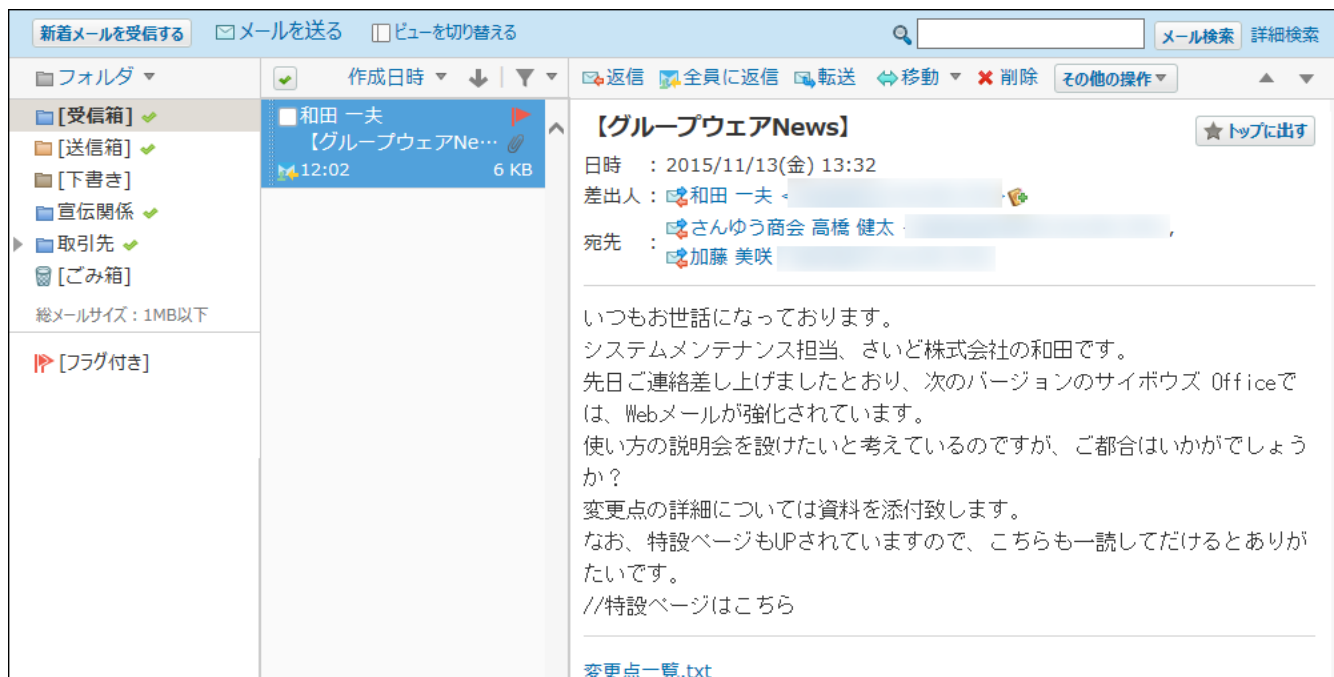 新着メールを受信する メールを送る ビューを切り替える メール検索 詳細検索
フォルダ
[受信箱]
[送信箱]
[下書き]
宣伝関係
取引先
[ごみ箱]
総メールサイズ：1MB以下
[フラグ付き]
作成日時
和田 一夫
【グループウェアNe…
12:02 6 KB
返信 全員に返信 転送 移動 削除 その他の操作
【グループウェアNews】 トップに出す
日時 ：2015/11/13(金) 13:32
差出人：和田 一夫 <
宛先 ：さんゆう商会 高橋 健太 ,
加藤 美咲
いつもお世話になっております。
システムメンテナンス担当、さいど株式会社の和田です。
先日ご連絡差し上げましたとおり、次のバージョンのサイボウズ Officeで
は、Webメールが強化されています。
使い方の説明会を設けたいと考えているのですが、ご都合はいかがでしょう
か？
変更点の詳細については資料を添付致します。
なお、特設ページもUPされていますので、こちらも一読してだけるとありが
たいです。
//特設ページはこちら
変更点一覧.txt